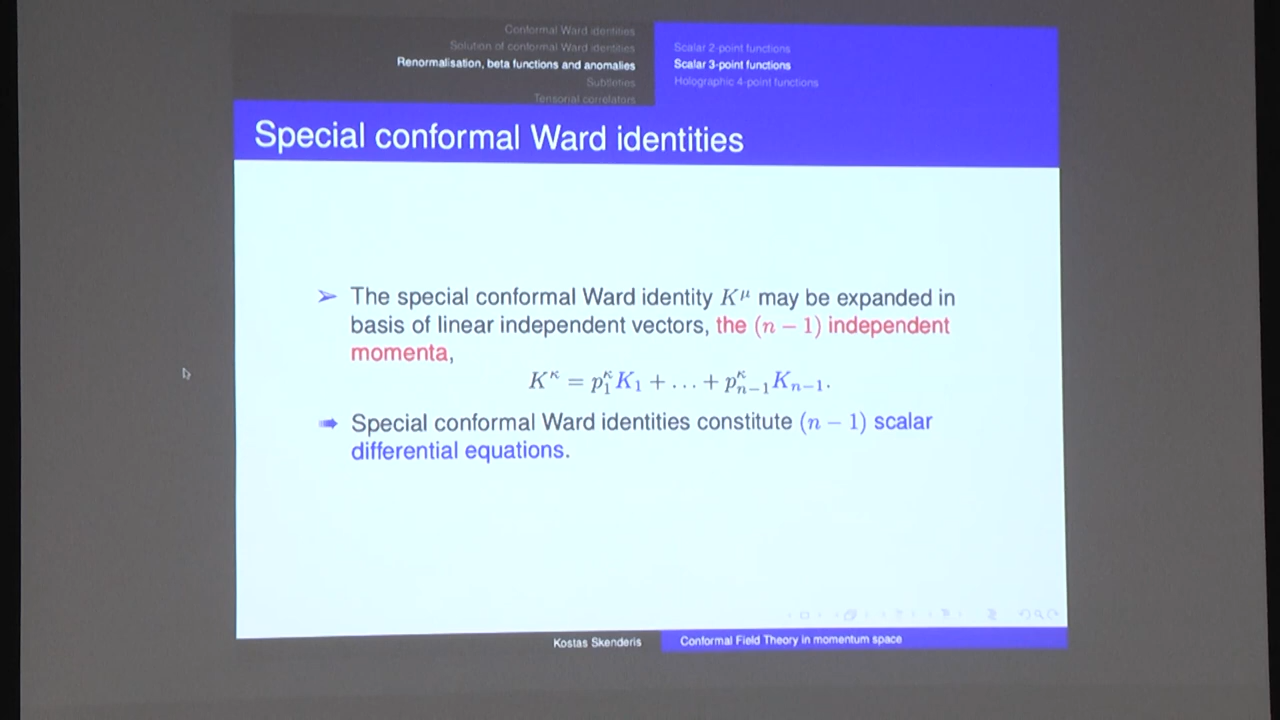 Conformal Ward identities
Solution of conformal Ward identities
Renormalisation, beta functions and anomalies
Subtleties
Tensorial correlators
Scalar 2-point functions
Scalar 3-point functions
Holographic 4-point functions
Special conformal Ward identities
➢ The special conformal Ward identity K^μ may be expanded in
basis of linear independent vectors, the (n − 1) independent
momenta,
K^κ = p_1^κ K_1 + … + p_{n−1}^κ K_{n−1}.
➠ Special conformal Ward identities constitute (n − 1) scalar
differential equations.
Kostas Skenderis
Conformal Field Theory in momentum space